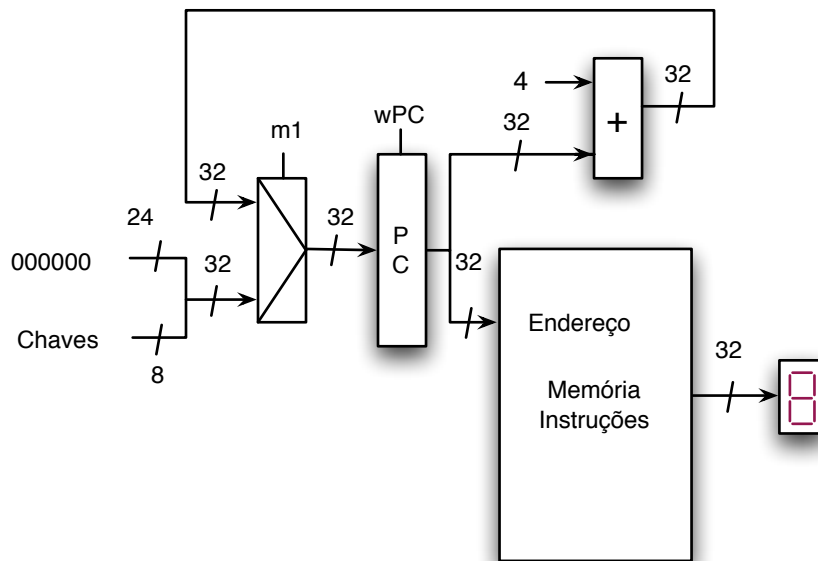 4
32
wPC
32
m1
32
24
32
P
C
32
000000
32
Endereço
Chaves
32
8
Memória
Instruções
+